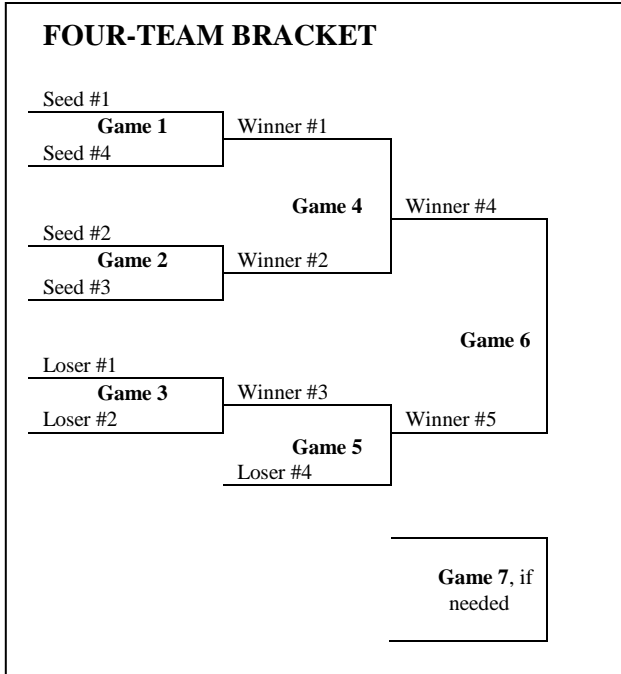 FOUR-TEAM BRACKET
Seed #1
Game 1
Winner #1
Seed #4
Game 4
Winner #4
Seed #2
Game 2
Winner #2
Seed #3
Game 6
Loser #1
Game 3
Winner #3
Loser #2
Winner #5
Game 5
Loser #4
Game 7, if
needed